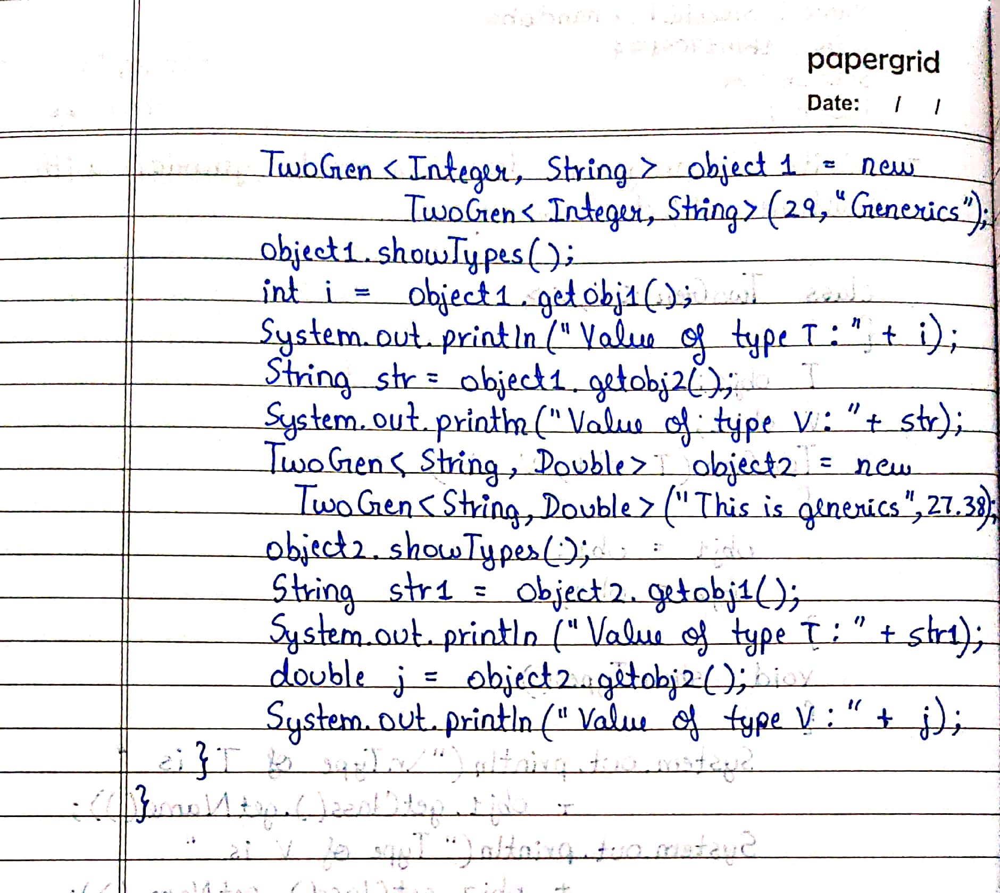 papergrid
Date: / /
TwoGen < Integer, String > object 1 = new
TwoGen < Integer, String > (29, "Generics");
object1. showTypes();
int i = object1. getobj1();
System.out.println (" Value of type T : " + i);
String str = object1. getobj2();
System.out.println (" Value of type V : " + str);
TwoGen < String, Double > object2 = new
TwoGen < String, Double > (" This is generics", 27.38);
object2. showTypes();
String str1 = object2. getobj1();
System.out.println (" Value of type T : " + str1);
double j = object2. getobj2();
System.out.println (" Value of type V : " + j);
}
}